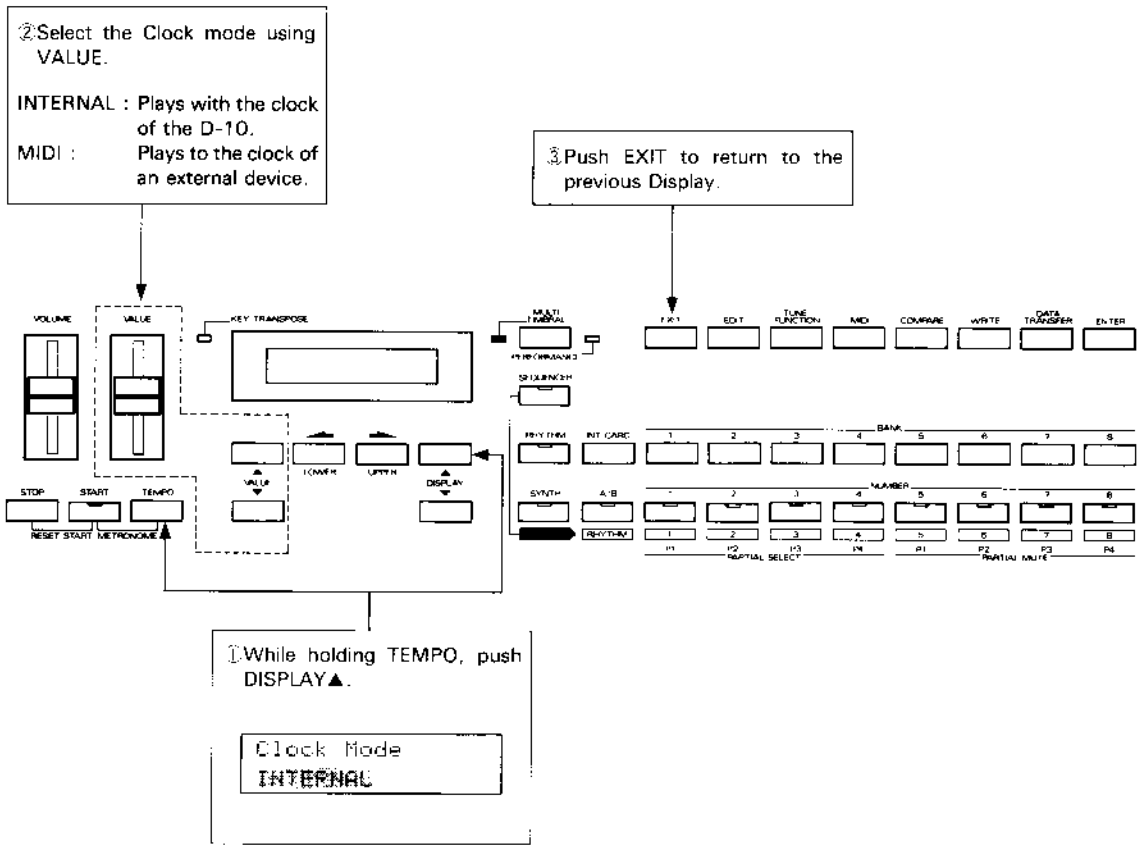 ②Select the Clock mode using
VALUE.
INTERNAL : Plays with the clock
of the D-10.
MIDI : Plays to the clock of
an external device.
③Push EXIT to return to the
previous Display.
VOLUME VALUE KEY TRANSPOSE MULTI TIMBRAL EXIT EDIT TUNE FUNCTION MIDI COMPARE WRITE DATA TRANSFER ENTER
PERFORMANCE
SEQUENCER
BANK
RHYTHM INT CARD 1 2 3 4 5 6 7 8
LOWER UPPER
VALUE DISPLAY
NUMBER
STOP START TEMPO SYNTH A/B 1 2 3 4 5 6 7 8
RESET START METRONOME RHYTHM 1 2 3 4 5 6 7 8
P1 P2 P3 P4 P1 P2 P3 P4
PARTIAL SELECT PARTIAL MUTE
①While holding TEMPO, push
DISPLAY▲.
Clock Mode
INTERNAL